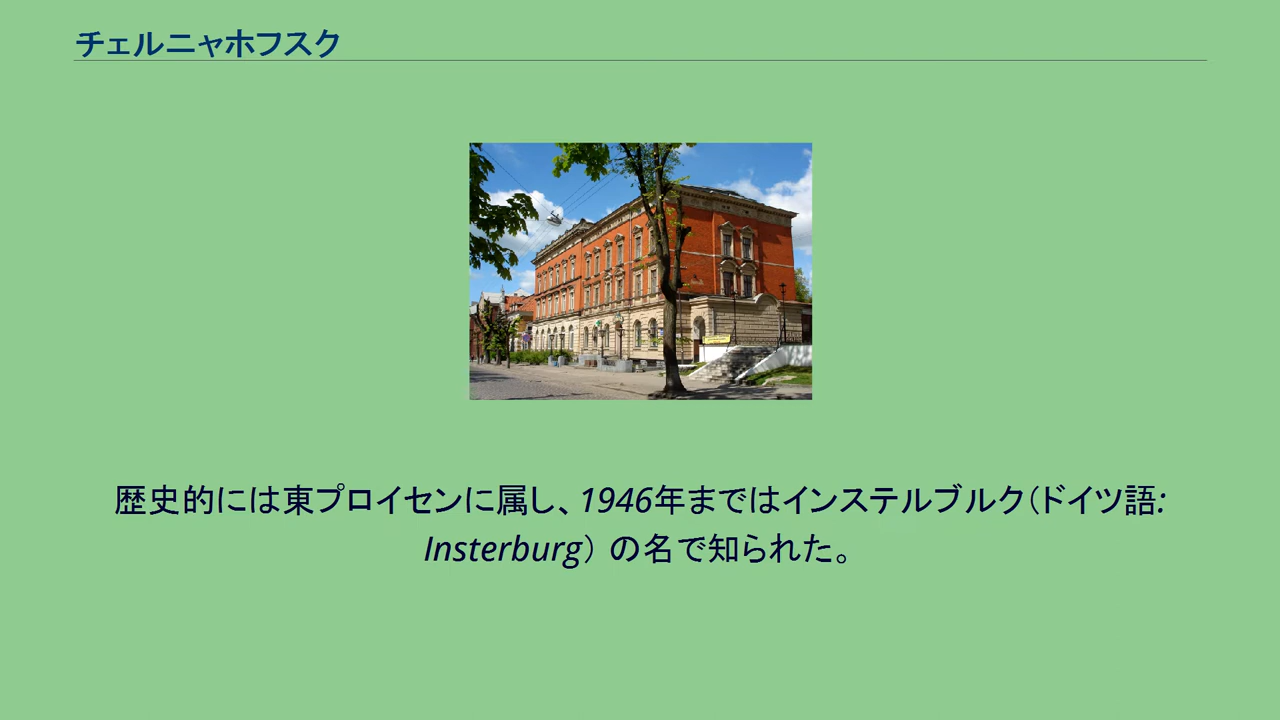 チェルニャホフスク
歴史的には東プロイセンに属し、1946年まではインステルブルク（ドイツ語:
Insterburg） の名で知られた。